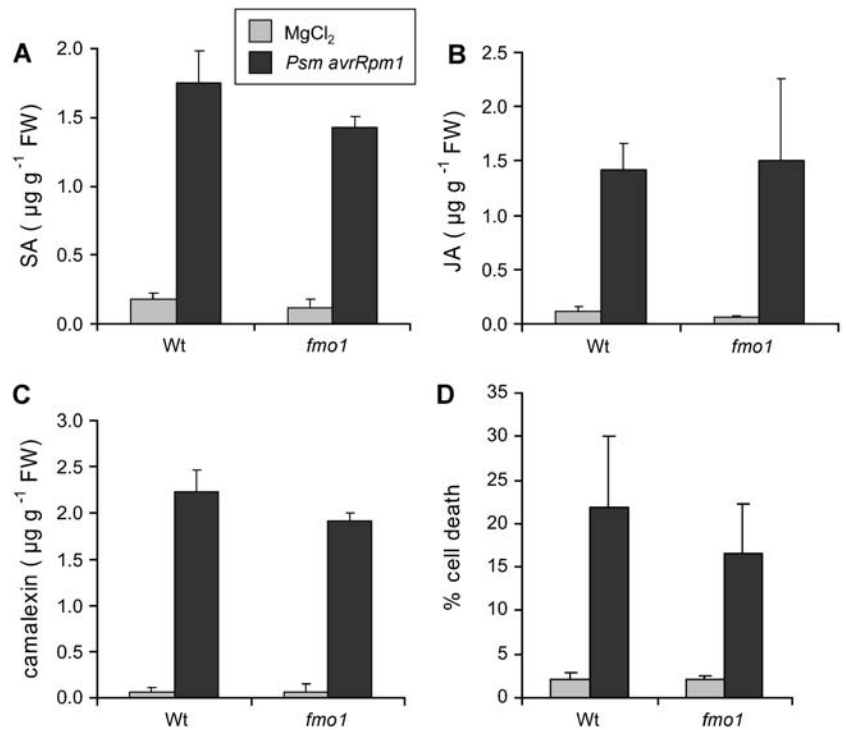 MgCl₂
Psm avrRpm1
A
SA ( µg g⁻¹ FW)
2.0
1.5
1.0
0.5
0.0
Wt
fmo1
B
JA ( µg g⁻¹ FW)
2.5
2.0
1.5
1.0
0.5
0.0
Wt
fmo1
C
camalexin ( µg g⁻¹ FW)
3.0
2.5
2.0
1.5
1.0
0.5
0.0
Wt
fmo1
D
% cell death
35
30
25
20
15
10
5
0
Wt
fmo1